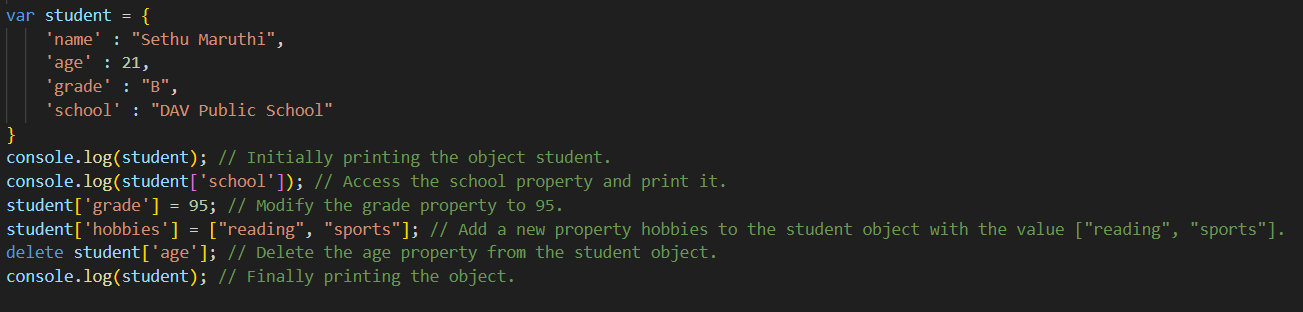 var student = {
    'name' : "Sethu Maruthi",
    'age' : 21,
    'grade' : "B",
    'school' : "DAV Public School"
}
console.log(student); // Initially printing the object student.
console.log(student['school']); // Access the school property and print it.
student['grade'] = 95; // Modify the grade property to 95.
student['hobbies'] = ["reading", "sports"]; // Add a new property hobbies to the student object with the value ["reading", "sports"].
delete student['age']; // Delete the age property from the student object.
console.log(student); // Finally printing the object.